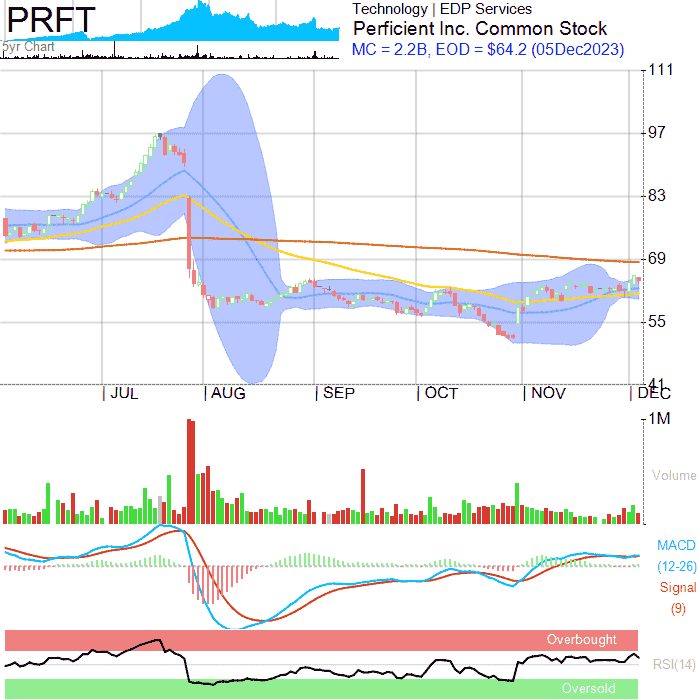 PRFT
5yr Chart
Technology | EDP Services
Perficient Inc. Common Stock
MC = 2.2B, EOD = $64.2 (05Dec2023)
111
97
83
69
55
41
JUL
AUG
SEP
OCT
NOV
DEC
1M
Volume
MACD
(12-26)
Signal
(9)
Overbought
RSI(14)
Oversold